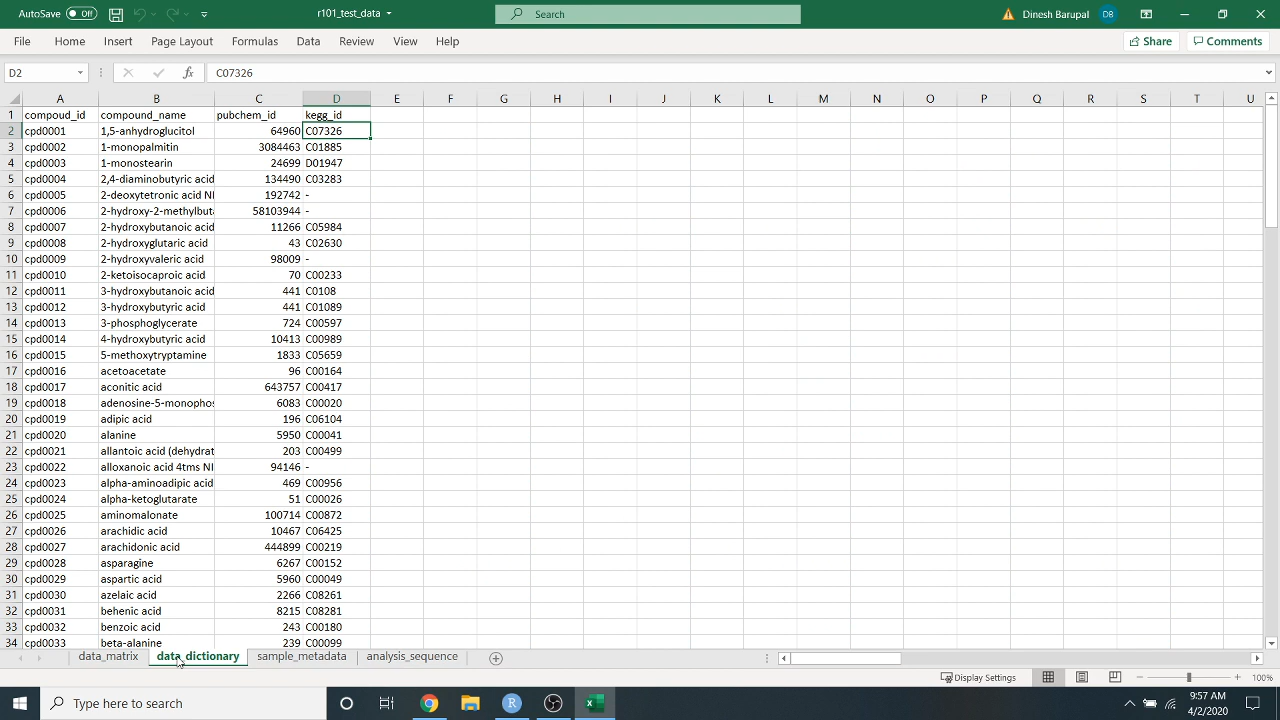 AutoSave Off r101_test_data Search Dinesh Barupal DB
File Home Insert Page Layout Formulas Data Review View Help Share Comments
D2 fx C07326
A B C D E F G H I J K L M N O P Q R S T U
1 compoud_id compound_name pubchem_id kegg_id
2 cpd0001 1,5-anhydroglucitol 64960 C07326
3 cpd0002 1-monopalmitin 3084463 C01885
4 cpd0003 1-monostearin 24699 D01947
5 cpd0004 2,4-diaminobutyric acid 134490 C03283
6 cpd0005 2-deoxytetronic acid NI 192742 -
7 cpd0006 2-hydroxy-2-methylbuta 58103944 -
8 cpd0007 2-hydroxybutanoic acid 11266 C05984
9 cpd0008 2-hydroxyglutaric acid 43 C02630
10 cpd0009 2-hydroxyvaleric acid 98009 -
11 cpd0010 2-ketoisocaproic acid 70 C00233
12 cpd0011 3-hydroxybutanoic acid 441 C0108
13 cpd0012 3-hydroxybutyric acid 441 C01089
14 cpd0013 3-phosphoglycerate 724 C00597
15 cpd0014 4-hydroxybutyric acid 10413 C00989
16 cpd0015 5-methoxytryptamine 1833 C05659
17 cpd0016 acetoacetate 96 C00164
18 cpd0017 aconitic acid 643757 C00417
19 cpd0018 adenosine-5-monophos 6083 C00020
20 cpd0019 adipic acid 196 C06104
21 cpd0020 alanine 5950 C00041
22 cpd0021 allantoic acid (dehydrat 203 C00499
23 cpd0022 alloxanoic acid 4tms NI 94146 -
24 cpd0023 alpha-aminoadipic acid 469 C00956
25 cpd0024 alpha-ketoglutarate 51 C00026
26 cpd0025 aminomalonate 100714 C00872
27 cpd0026 arachidic acid 10467 C06425
28 cpd0027 arachidonic acid 444899 C00219
29 cpd0028 asparagine 6267 C00152
30 cpd0029 aspartic acid 5960 C00049
31 cpd0030 azelaic acid 2266 C08261
32 cpd0031 behenic acid 8215 C08281
33 cpd0032 benzoic acid 243 C00180
34 cpd0033 beta-alanine 239 C00099
data_matrix data_dictionary sample_metadata analysis_sequence
Display Settings 100%
Type here to search 9:57 AM
4/2/2020